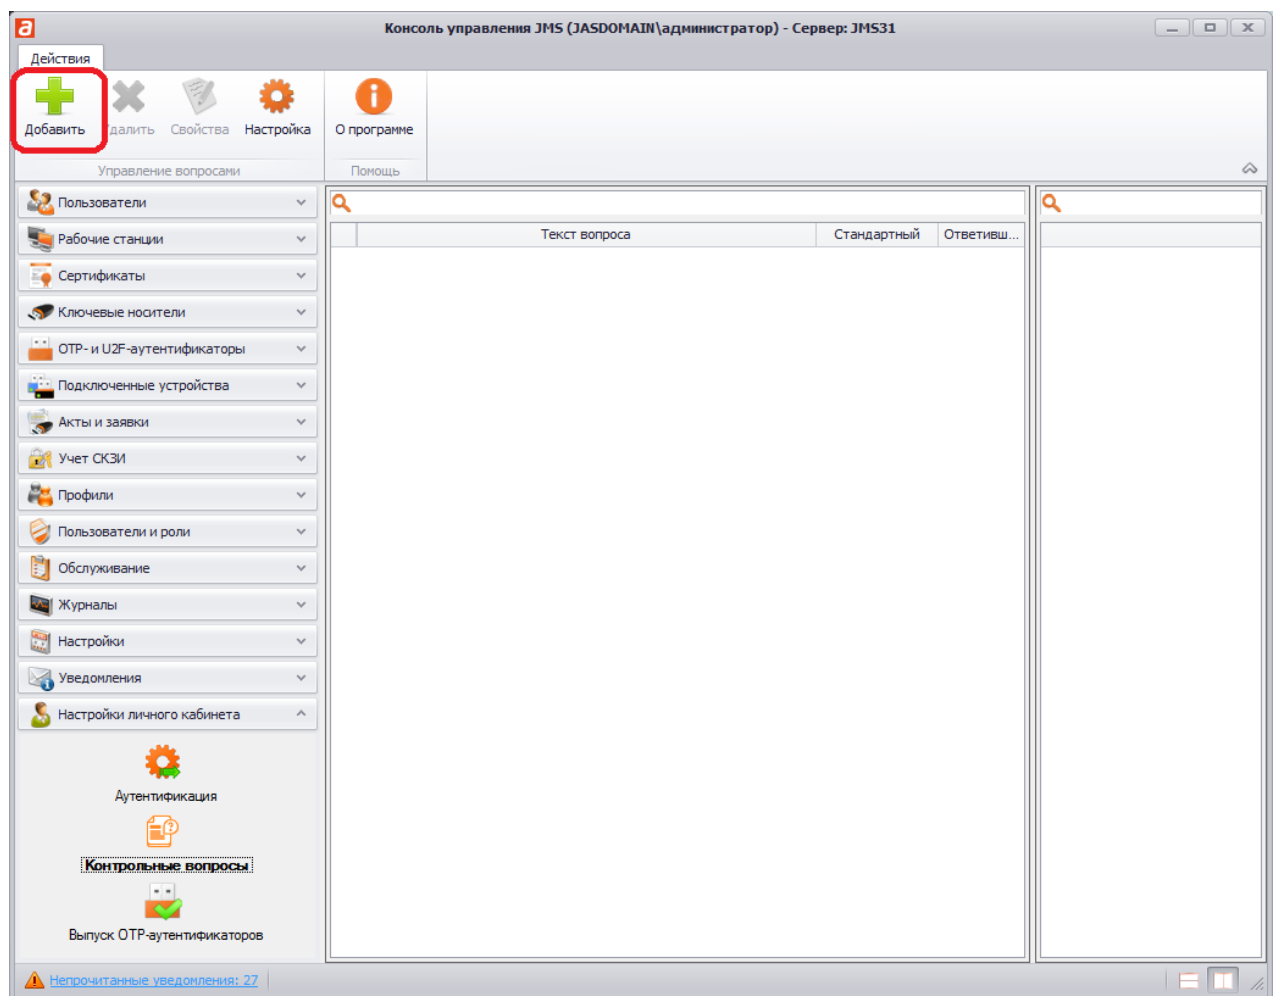 Консоль управления JMS (JASDOMAIN\администратор) - Сервер: JMS31
Действия
Добавить далить Свойства Настройка О программе
Управление вопросами Помощь
Пользователи
Рабочие станции
Сертификаты
Ключевые носители
OTP- и U2F-аутентификаторы
Подключенные устройства
Акты и заявки
Учет СКЗИ
Профили
Пользователи и роли
Обслуживание
Журналы
Настройки
Уведомления
Настройки личного кабинета
Аутентификация
Контрольные вопросы
Выпуск OTP-аутентификаторов
Текст вопроса Стандартный Ответивш...
Непрочитанные уведомления: 27